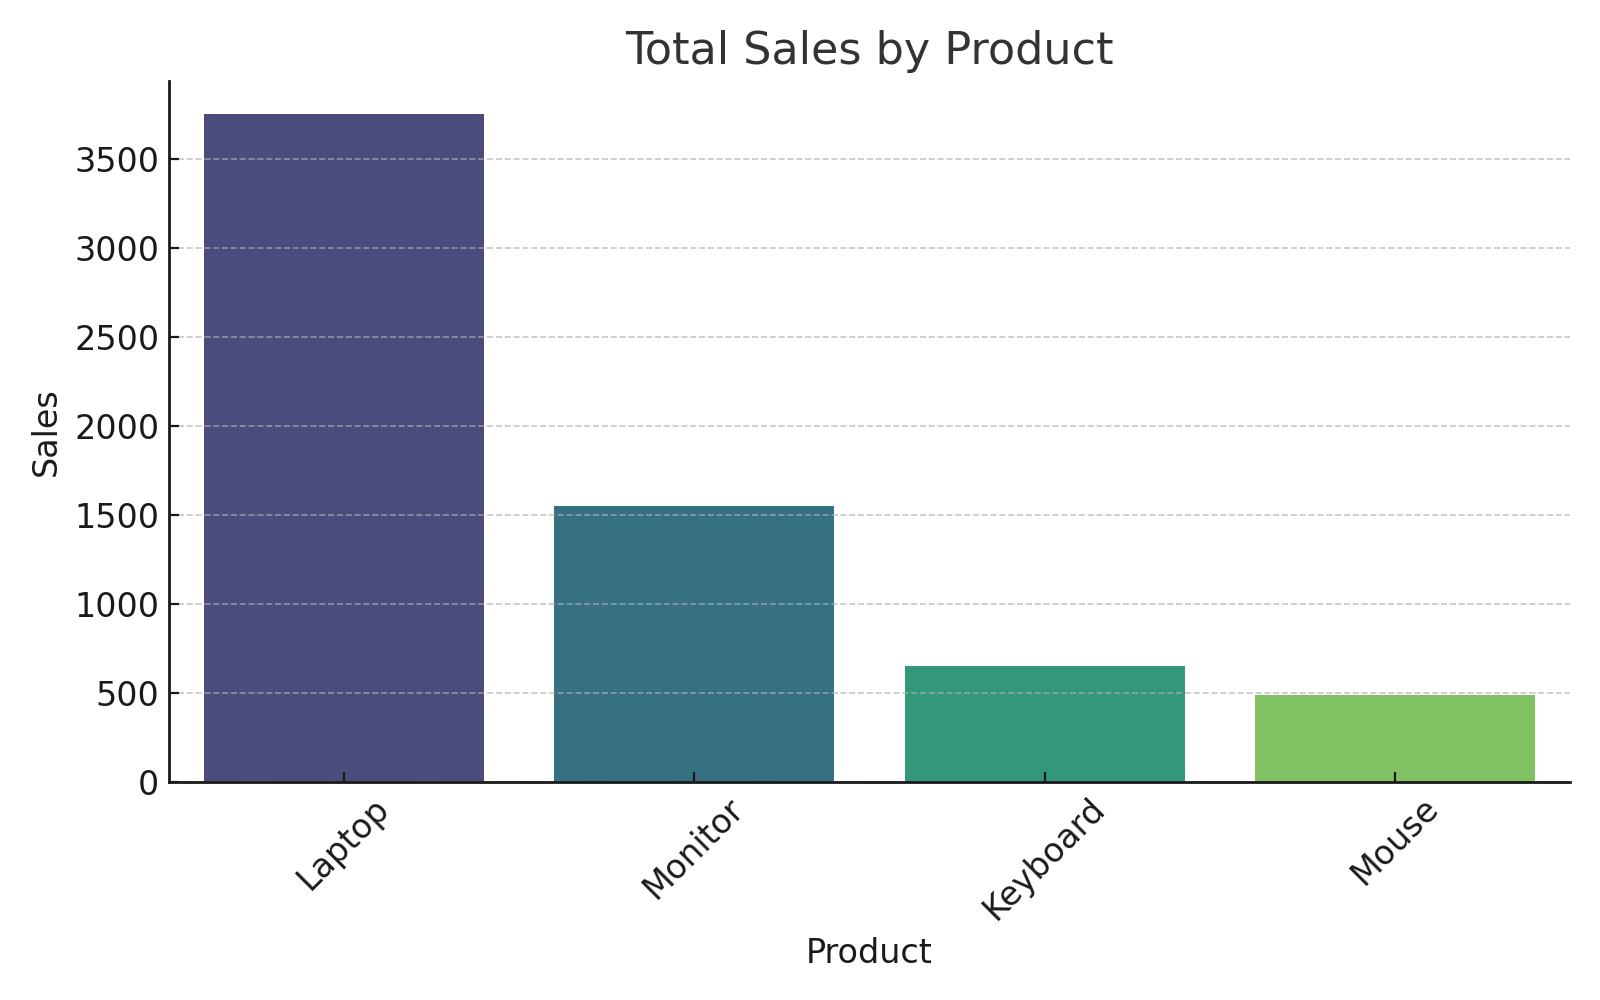 Total Sales by Product
3500
3000
2500
2000
1500
1000
500
0
Sales
Laptop
Monitor
Keyboard
Mouse
Product